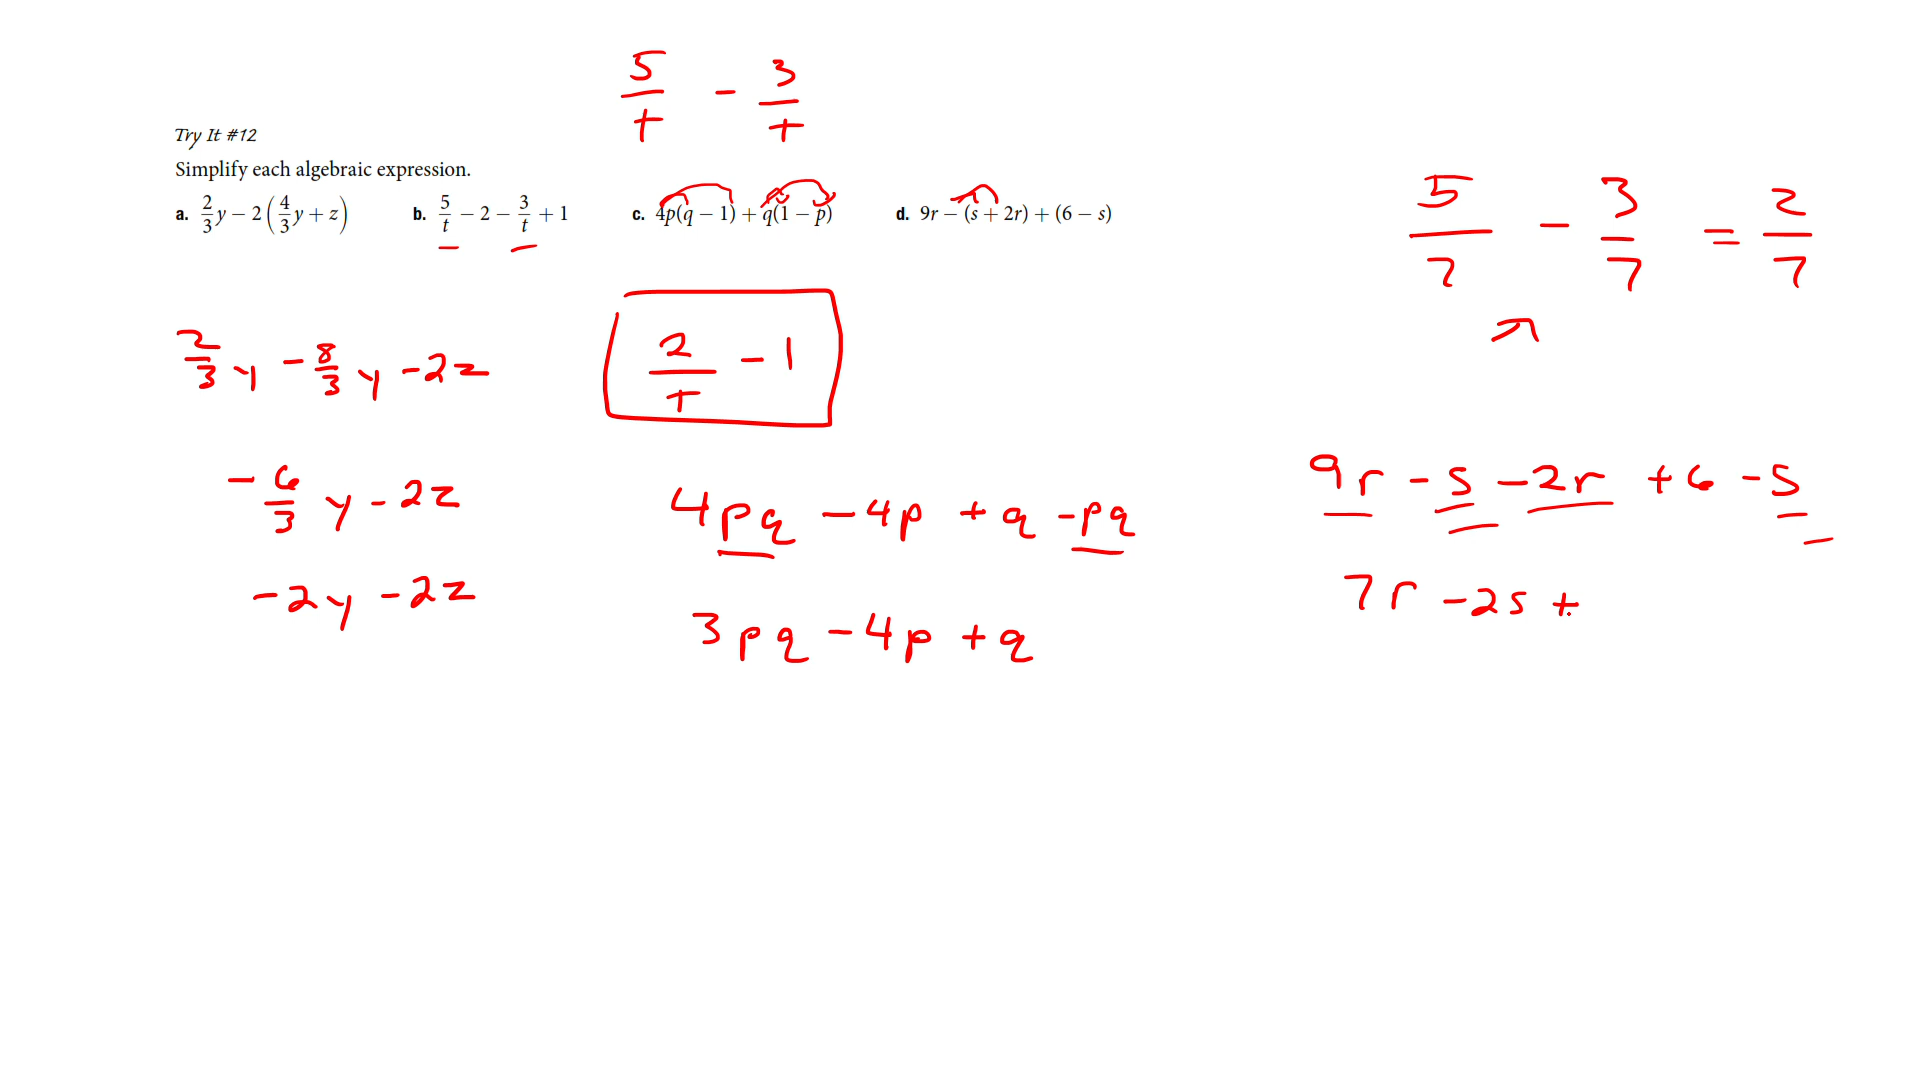 5/t - 3/t
Try It #12
Simplify each algebraic expression.
a. 2/3 y − 2(4/3 y + z) b. 5/t − 2 − 3/t + 1 c. 4p(q − 1) + q(1 − p) d. 9r − (s + 2r) + (6 − s)
5/7 - 3/7 = 2/7
2/3 y - 8/3 y - 2z
- 6/3 y - 2z
- 2y - 2z
2/t - 1
4pq - 4p + q - pq
3pq - 4p + q
9r - s - 2r + 6 - s
7r - 2s +